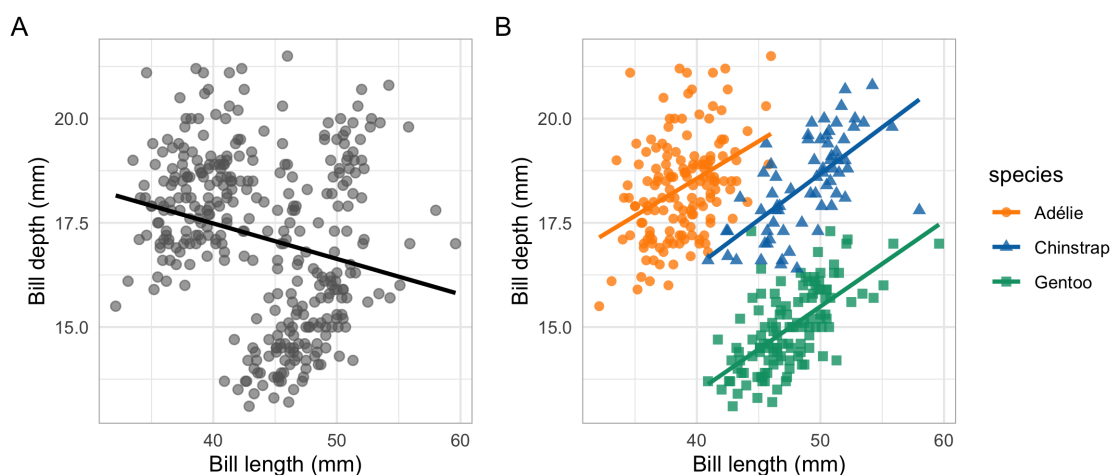 A
B
20.0
17.5
15.0
Bill depth (mm)
40
50
60
Bill length (mm)
20.0
17.5
15.0
Bill depth (mm)
40
50
60
Bill length (mm)
species
Adélie
Chinstrap
Gentoo